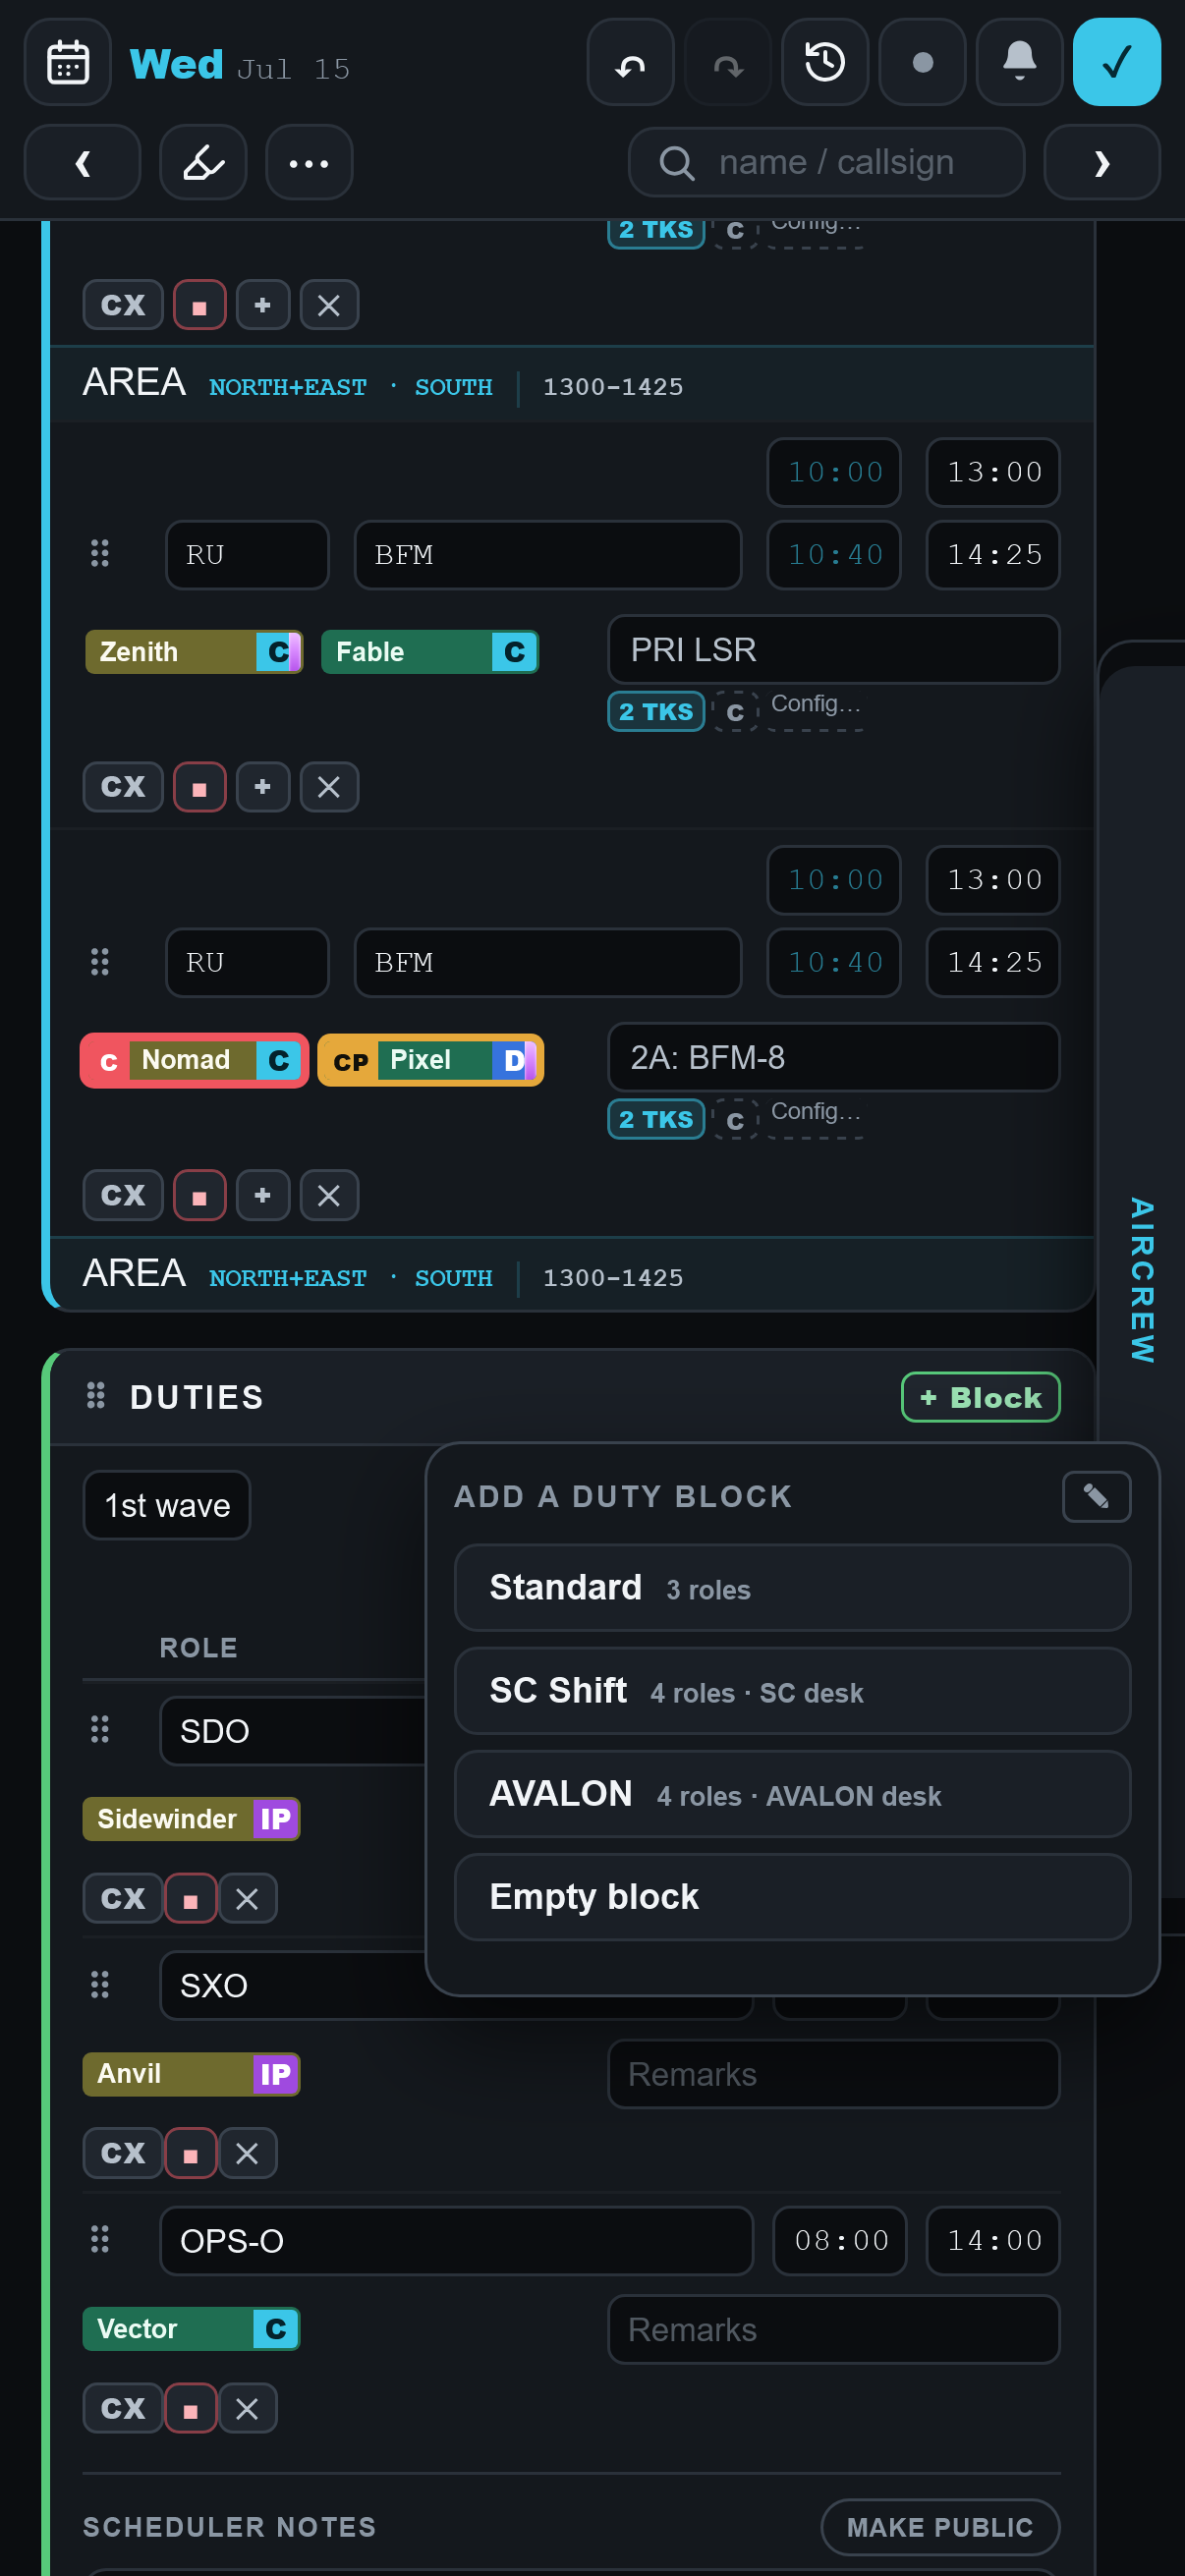 Wed Jul 15
name / callsign
2 TKS C Config...
CX
AREA NORTH+EAST · SOUTH 1300-1425
10:00 13:00
RU BFM 10:40 14:25
Zenith C Fable C PRI LSR
2 TKS C Config...
CX
10:00 13:00
RU BFM 10:40 14:25
C Nomad C CP Pixel D 2A: BFM-8
2 TKS C Config...
CX
AREA NORTH+EAST · SOUTH 1300-1425
AIRCREW
DUTIES + Block
1st wave
ADD A DUTY BLOCK
Standard 3 roles
SC Shift 4 roles · SC desk
AVALON 4 roles · AVALON desk
Empty block
ROLE
SDO
Sidewinder IP
CX
SXO
Anvil IP Remarks
CX
OPS-O 08:00 14:00
Vector C Remarks
CX
SCHEDULER NOTES MAKE PUBLIC